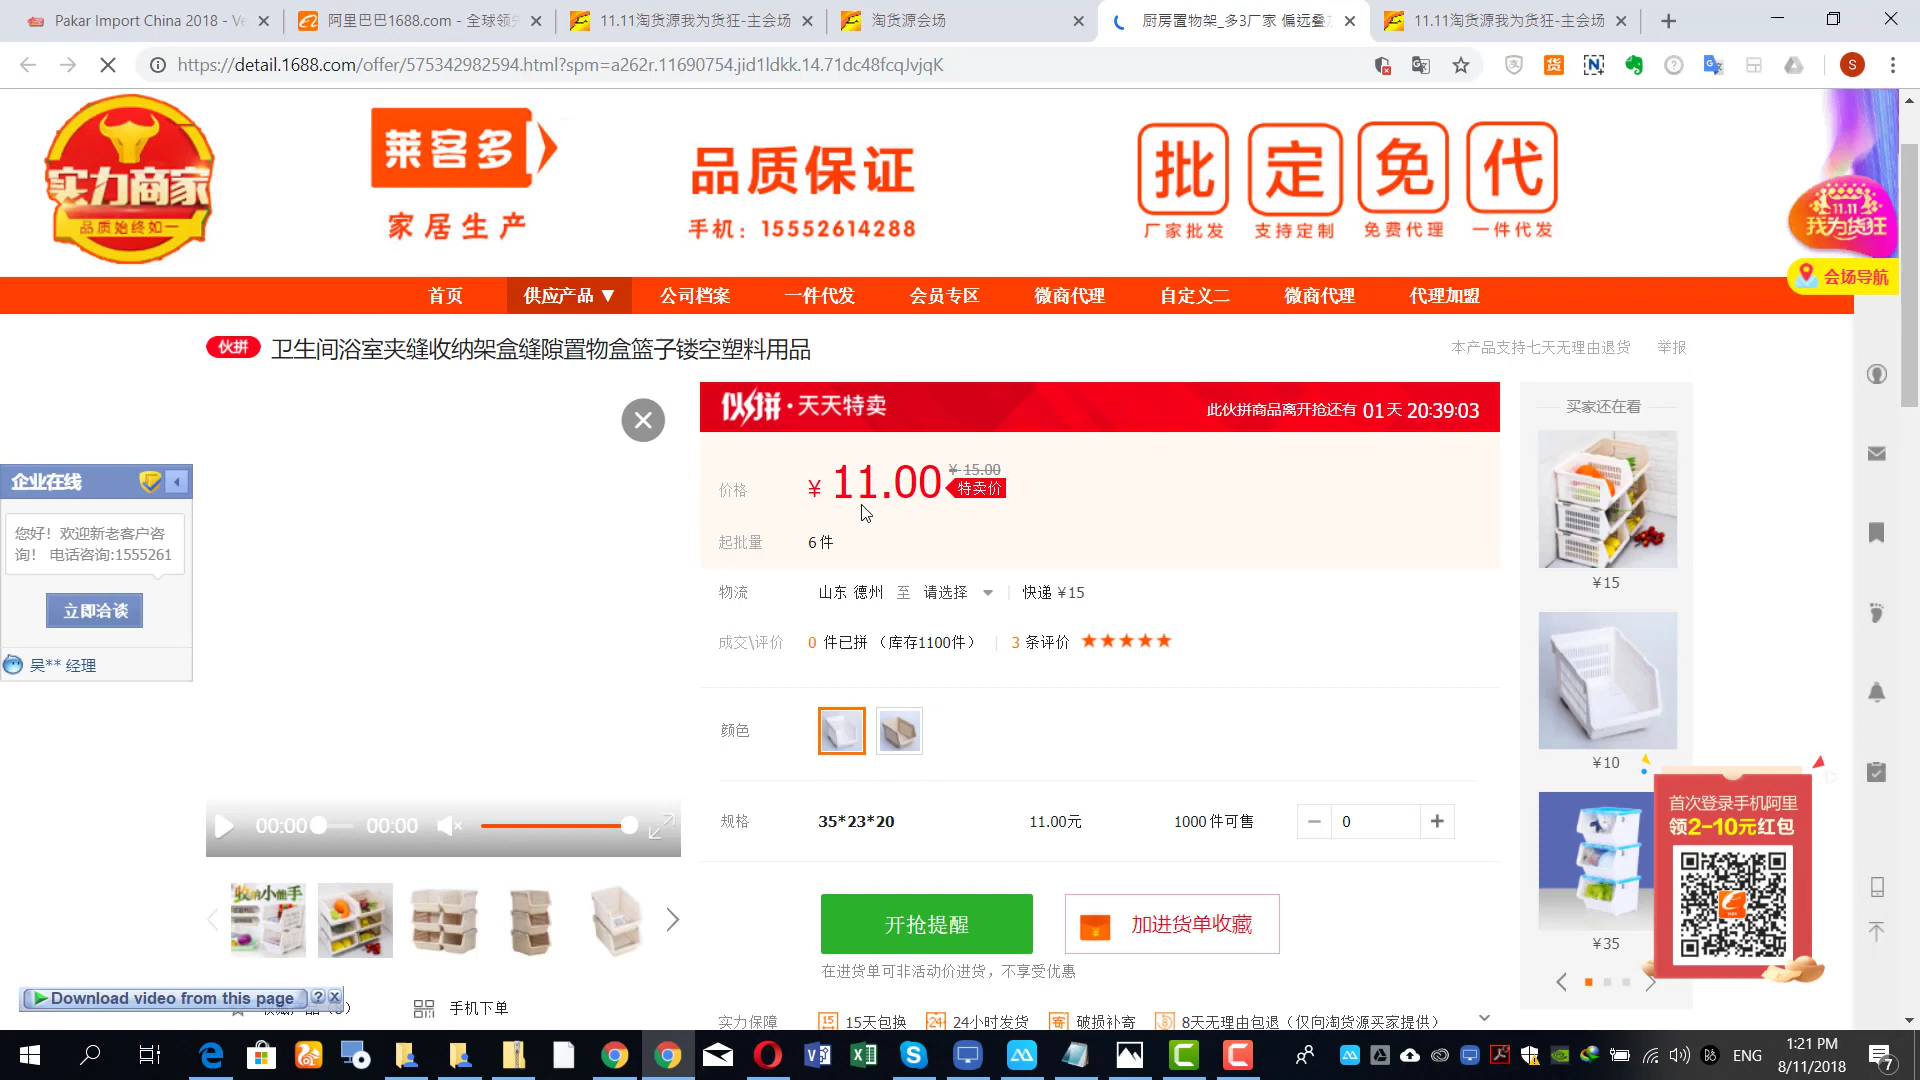 Pakar Import China 2018 - Ve
阿里巴巴1688.com - 全球领先
11.11淘货源我为货狂-主会场
淘货源会场
厨房置物架_多3厂家 偏远叠加
11.11淘货源我为货狂-主会场
https://detail.1688.com/offer/575342982594.html?spm=a262r.11690754.jid1ldkk.14.71dc48fcqJvjqK
S
实力商家
品质始终如一
莱客多
家居生产
品质保证
手机：15552614288
批 定 免 代
厂家批发 支持定制 免费代理 一件代发
11.11
我为货狂
会场导航
首页 供应产品 ▼ 公司档案 一件代发 会员专区 微商代理 自定义二 微商代理 代理加盟
伙拼 卫生间浴室夹缝收纳架盒缝隙置物盒篮子镂空塑料用品
本产品支持七天无理由退货 举报
伙拼·天天特卖
此伙拼商品离开抢还有 01天 20:39:03
买家还在看
价格 ¥ 11.00 ¥ 15.00 特卖价
起批量 6件
物流 山东 德州 至 请选择 快递 ¥15
成交\评价 0 件已拼 （库存1100件） 3 条评价
颜色
规格 35*23*20 11.00元 1000件可售 − 0 +
开抢提醒 加进货单收藏
在进货单可非活动价进货，不享受优惠
实力保障 15 15天包换 24 24小时发货 寄 破损补寄 8 8天无理由包退（仅向淘货源买家提供）
¥15
¥10
¥35
首次登录手机阿里
领2-10元红包
企业在线
您好！欢迎新老客户咨
询！ 电话咨询:1555261
立即洽谈
吴** 经理
00:00 00:00
收纳小能手
Download video from this page ? X
手机下单
ENG
1:21 PM
8/11/2018
7